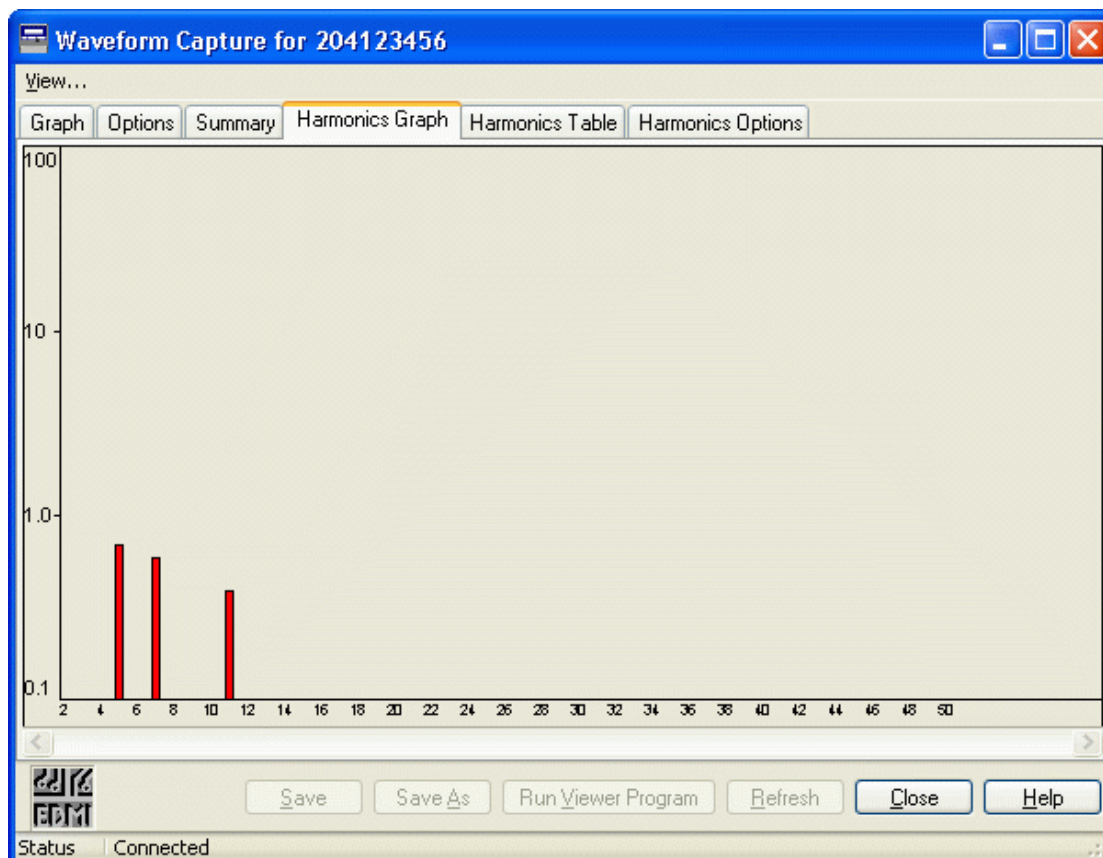 Waveform Capture for 204123456
View...
Graph Options Summary Harmonics Graph Harmonics Table Harmonics Options
100
10
1.0
0.1
2 4 6 8 10 12 14 16 18 20 22 24 26 28 30 32 34 36 38 40 42 44 46 48 50
EDMI
Save Save As Run Viewer Program Refresh Close Help
Status Connected